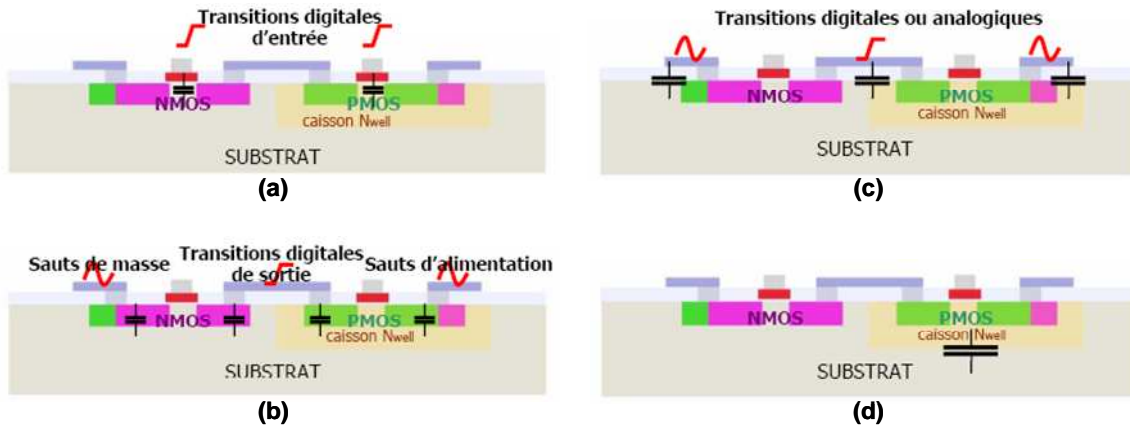 Transitions digitales
d'entrée
NMOS
PMOS
caisson Nwell
SUBSTRAT
(a)
Transitions digitales ou analogiques
NMOS
PMOS
caisson Nwell
SUBSTRAT
(c)
Sauts de masse
Transitions digitales
de sortie
Sauts d'alimentation
NMOS
PMOS
caisson Nwell
SUBSTRAT
(b)
NMOS
PMOS
caisson Nwell
SUBSTRAT
(d)